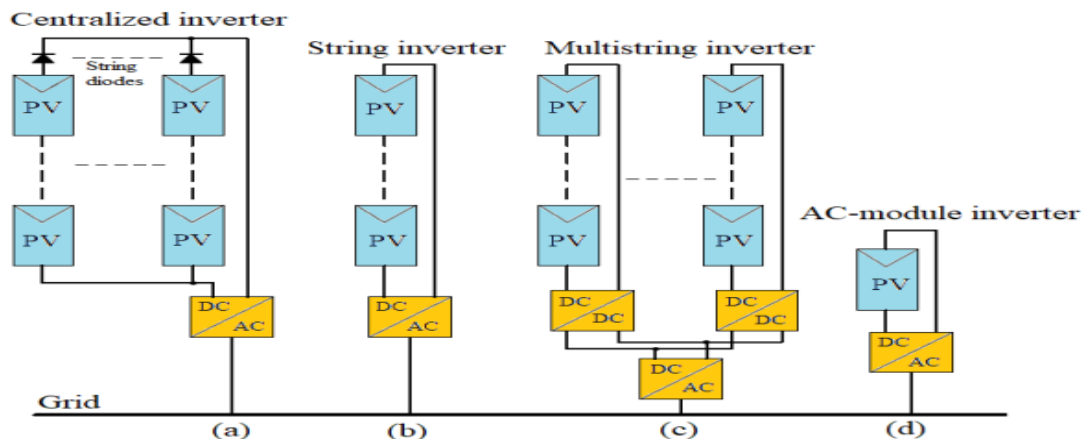 Centralized inverter
String inverter
Multistring inverter
String
diodes
PV
PV
PV
PV
PV
PV
PV
PV
PV
PV
AC-module inverter
PV
DC
AC
DC
AC
DC
DC
DC
DC
DC
AC
DC
AC
Grid
(a)
(b)
(c)
(d)